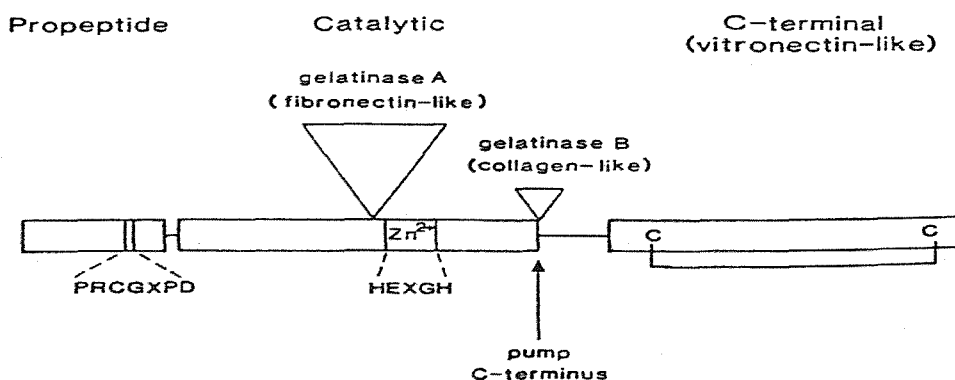 Propeptide
Catalytic
C-terminal
(vitronectin-like)
gelatinase A
(fibronectin-like)
gelatinase B
(collagen-like)
Zn²⁺
C
C
PRCGXPD
HEXGH
pump
C-terminus